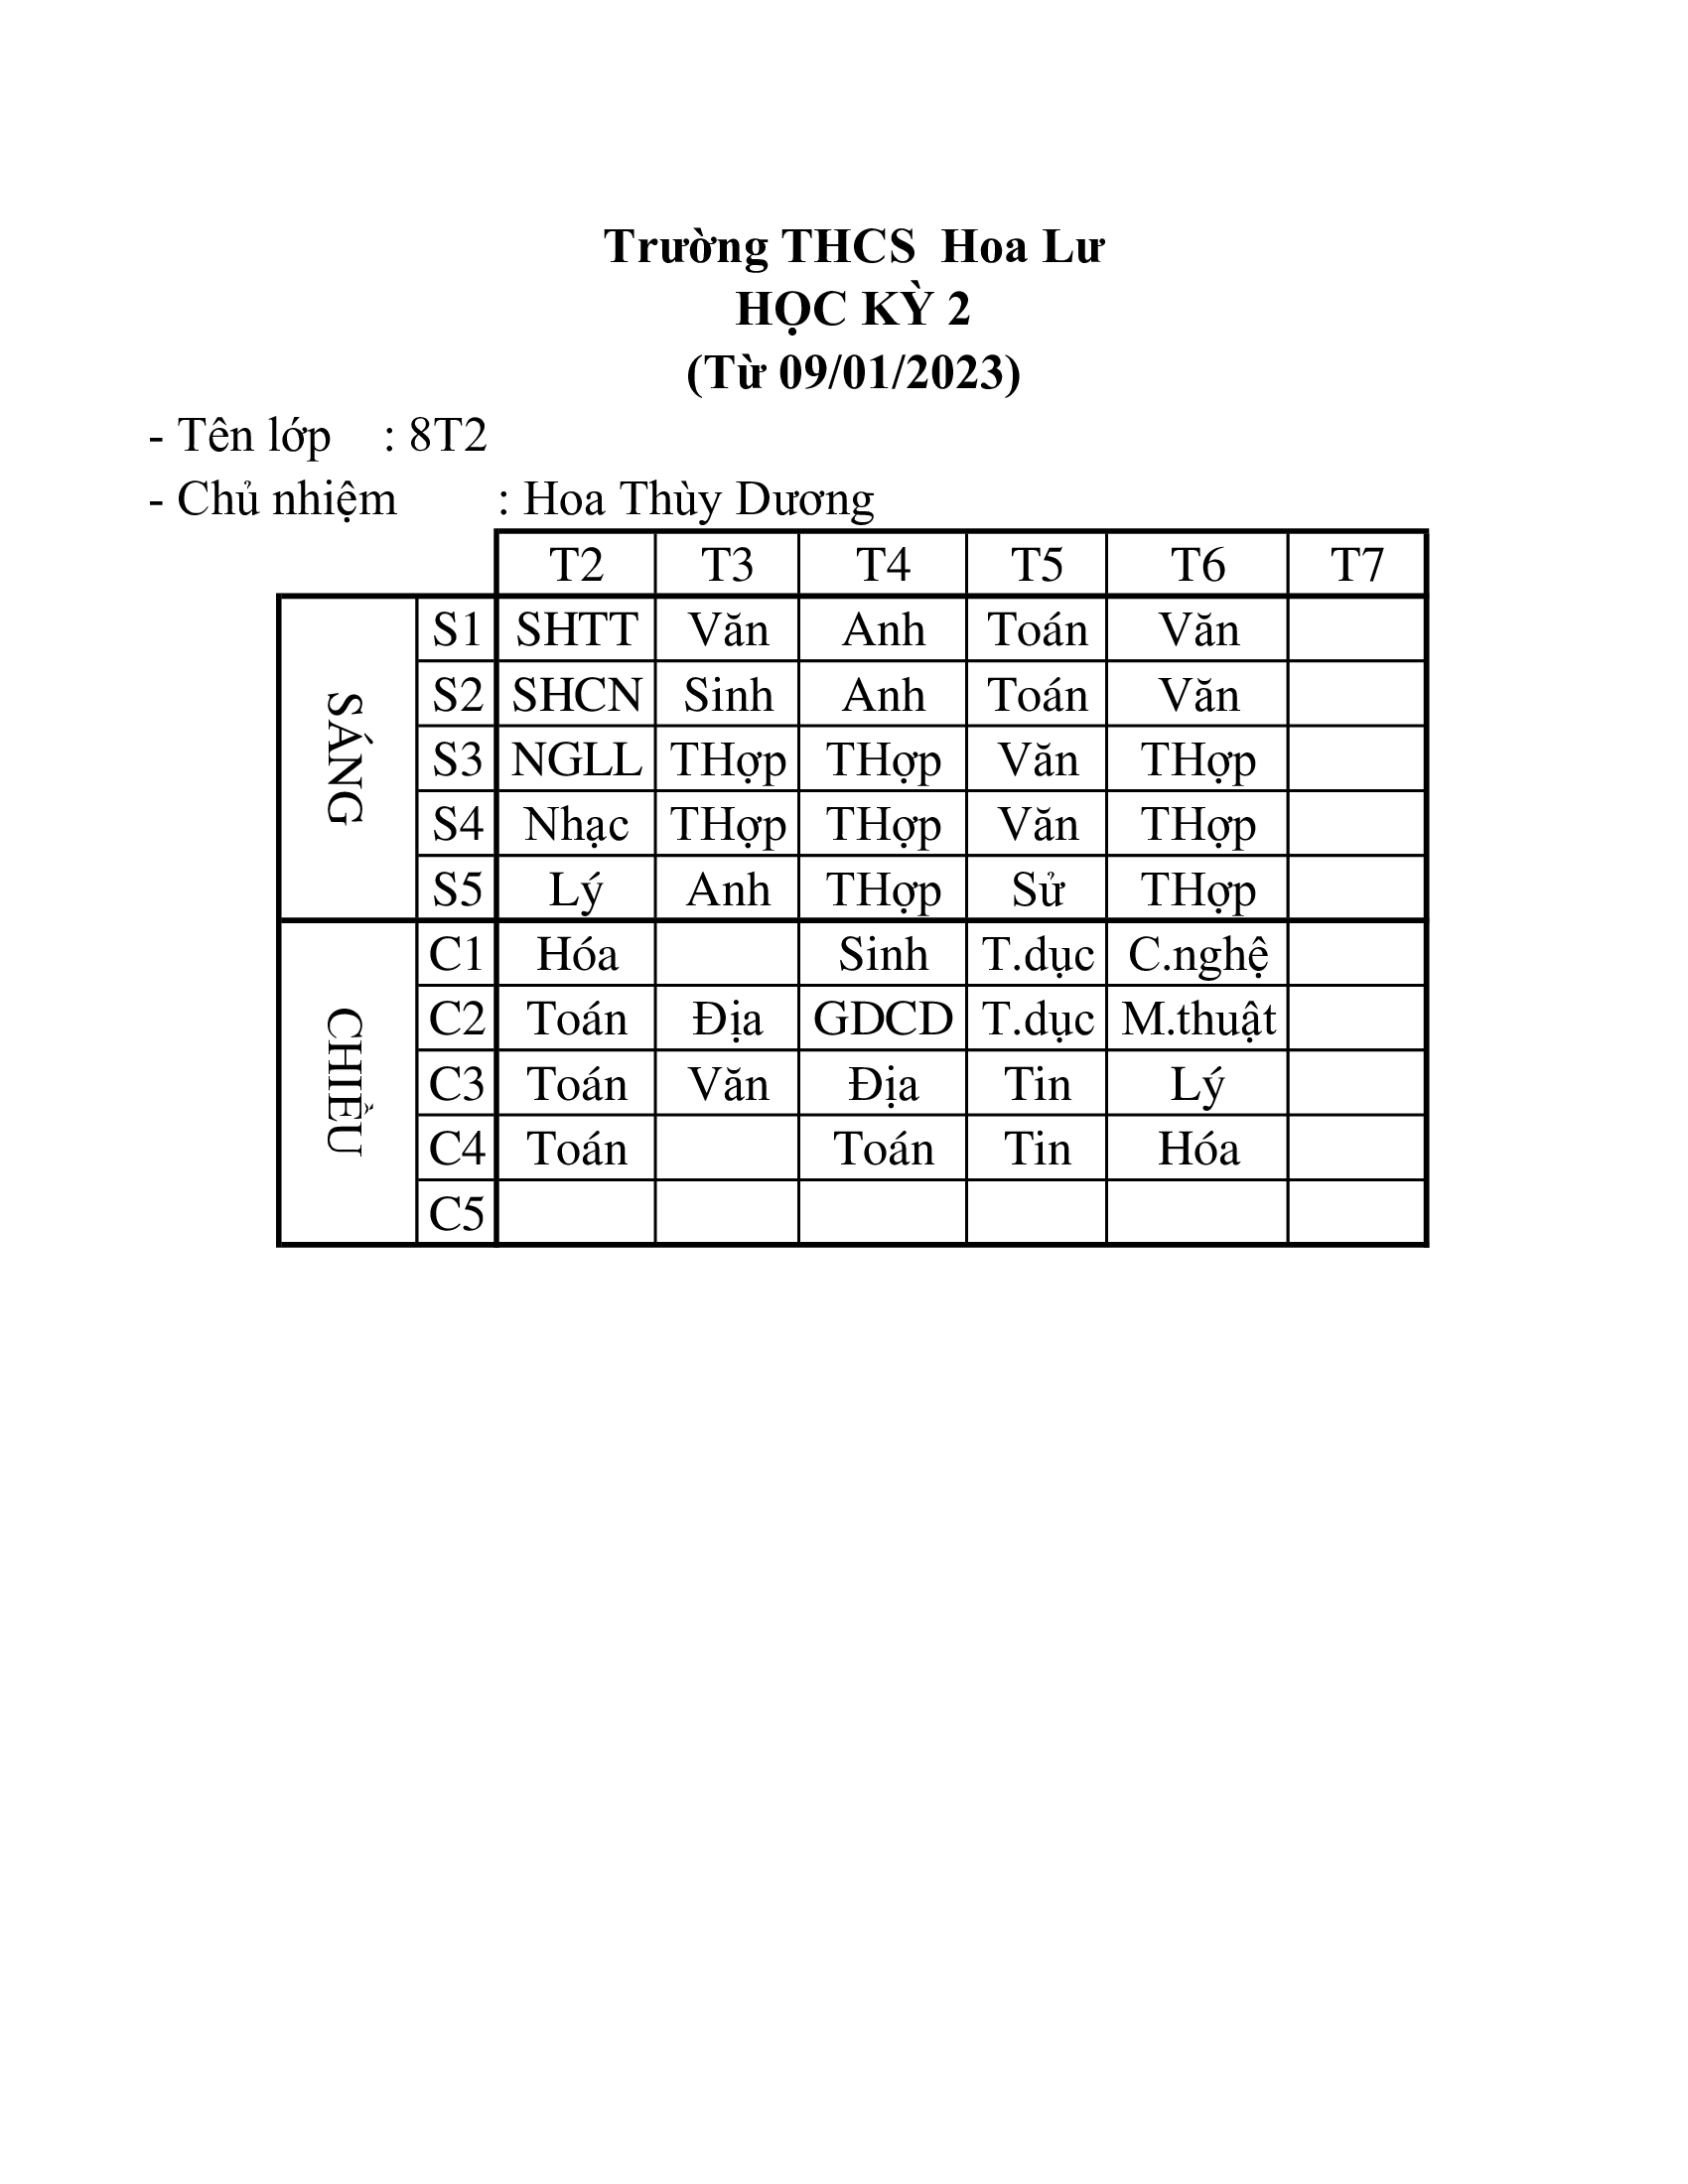 Trường THCS Hoa Lư
HỌC KỲ 2
(Từ 09/01/2023)
- Tên lớp : 8T2
- Chủ nhiệm : Hoa Thùy Dương
T2 T3 T4 T5 T6 T7
SÁNG
S1 SHTT Văn Anh Toán Văn
S2 SHCN Sinh Anh Toán Văn
S3 NGLL THợp THợp Văn THợp
S4 Nhạc THợp THợp Văn THợp
S5 Lý Anh THợp Sử THợp
CHIỀU
C1 Hóa Sinh T.dục C.nghệ
C2 Toán Địa GDCD T.dục M.thuật
C3 Toán Văn Địa Tin Lý
C4 Toán Toán Tin Hóa
C5